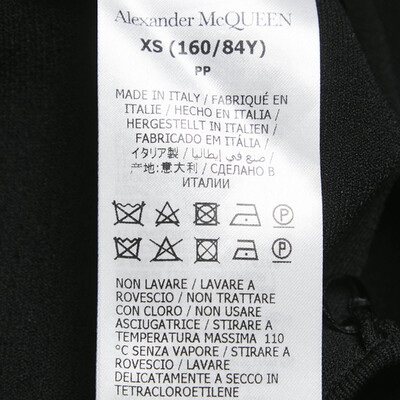 Alexander McQUEEN
XS (160/84Y)
PP
MADE IN ITALY / FABRIQUÉ EN
ITALIE / HECHO EN ITALIA /
HERGESTELLT IN ITALIEN /
FABRICADO EM ITÁLIA /
イタリア製 / صنع في إيطاليا /
产地:意大利 / СДЕЛАНО В
ИТАЛИИ
P
P
NON LAVARE / LAVARE A
ROVESCIO / NON TRATTARE
CON CLORO / NON USARE
ASCIUGATRICE / STIRARE A
TEMPERATURA MASSIMA 110
°C SENZA VAPORE / STIRARE A
ROVESCIO / LAVARE
DELICATAMENTE A SECCO IN
TETRACLOROETILENE